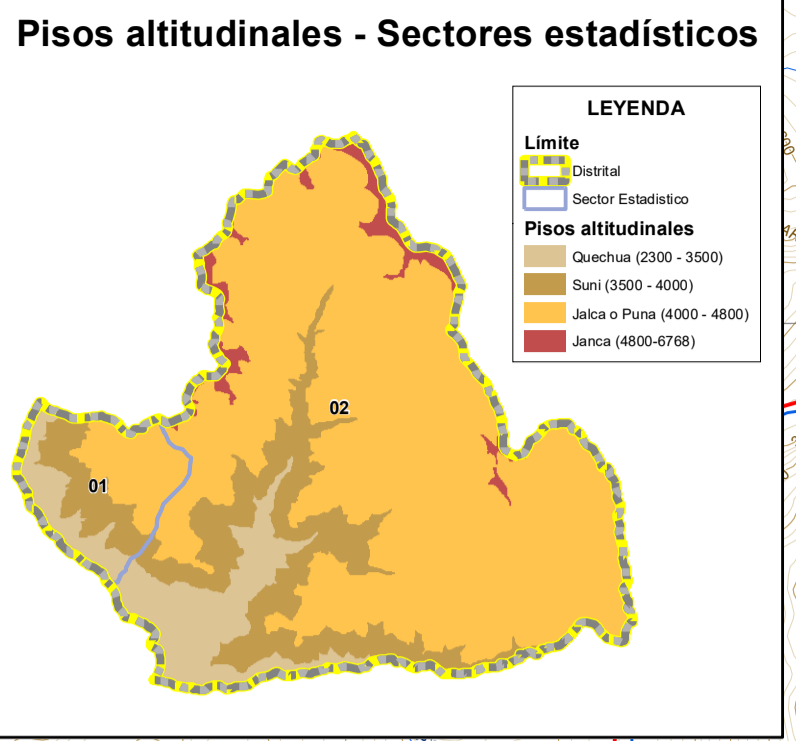 Pisos altitudinales - Sectores estadísticos
LEYENDA
Límite
Distrital
Sector Estadistico
Pisos altitudinales
Quechua (2300 - 3500)
Suni (3500 - 4000)
Jalca o Puna (4000 - 4800)
Janca (4800-6768)
02
01